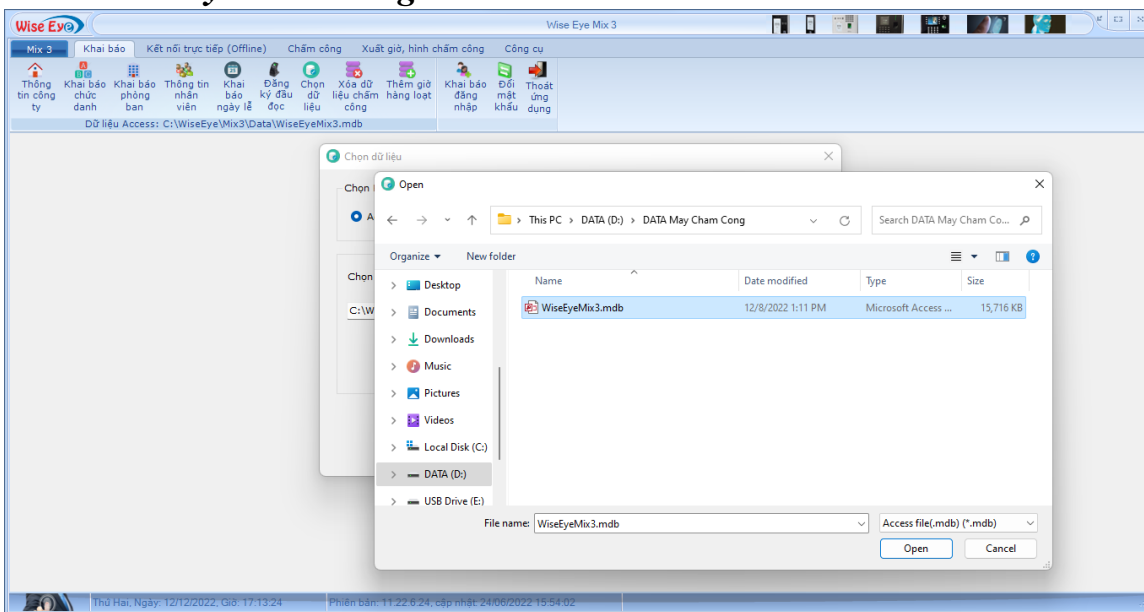 Wise Eye
Wise Eye Mix 3
Mix 3 Khai báo Kết nối trực tiếp (Offline) Chấm công Xuất giờ, hình chấm công Công cụ
Thông tin công ty
Khai báo chức danh
Khai báo phòng ban
Thông tin nhân viên
Khai báo ngày lễ
Đăng ký đầu đọc
Chọn dữ liệu
Xóa dữ liệu chấm công
Thêm giờ hàng loạt
Khai báo đăng nhập
Đổi mật khẩu
Thoát ứng dụng
Dữ liệu Access: C:\WiseEye\Mix3\Data\WiseEyeMix3.mdb
Chọn dữ liệu
Chọn
A
Chọn
C:\W
Open
This PC > DATA (D:) > DATA May Cham Cong
Search DATA May Cham Co...
Organize New folder
Name Date modified Type Size
WiseEyeMix3.mdb 12/8/2022 1:11 PM Microsoft Access ... 15,716 KB
Desktop
Documents
Downloads
Music
Pictures
Videos
Local Disk (C:)
DATA (D:)
USB Drive (E:)
File name: WiseEyeMix3.mdb Access file(.mdb) (*.mdb)
Open Cancel
Thứ Hai, Ngày: 12/12/2022, Giờ: 17:13:24 Phiên bản: 11.22.6.24, cập nhật: 24/06/2022 15:54:02